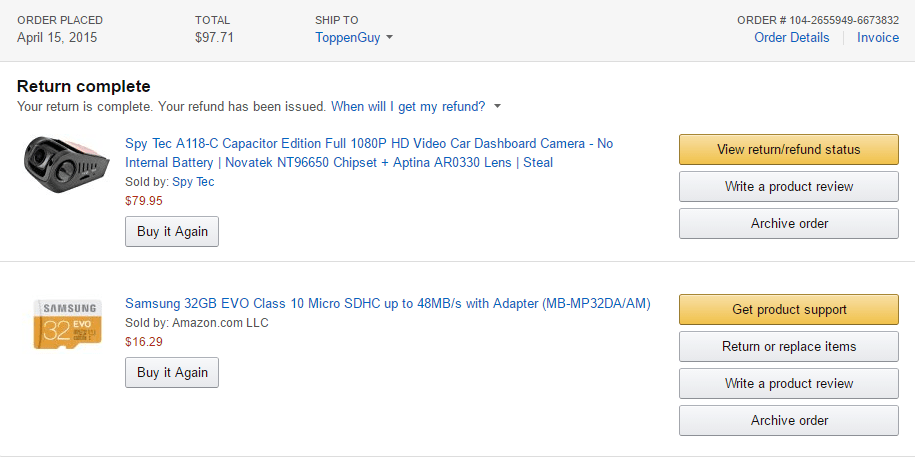 ORDER PLACED
April 15, 2015
TOTAL
$97.71
SHIP TO
ToppenGuy
ORDER # 104-2655949-6673832
Order Details
Invoice
Return complete
Your return is complete. Your refund has been issued. When will I get my refund?
Spy Tec A118-C Capacitor Edition Full 1080P HD Video Car Dashboard Camera - No
Internal Battery | Novatek NT96650 Chipset + Aptina AR0330 Lens | Steal
Sold by: Spy Tec
$79.95
Buy it Again
View return/refund status
Write a product review
Archive order
SAMSUNG
32 EVO
Samsung 32GB EVO Class 10 Micro SDHC up to 48MB/s with Adapter (MB-MP32DA/AM)
Sold by: Amazon.com LLC
$16.29
Buy it Again
Get product support
Return or replace items
Write a product review
Archive order